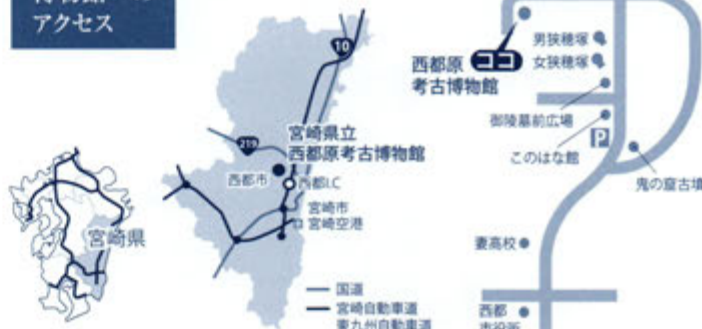 アクセス
10
219
宮崎県立
西都原考古博物館
西都市
西都I.C
宮崎市
宮崎空港
宮崎県
国道
宮崎自動車道
東九州自動車道
西都原
考古博物館
ココ
男狭穂塚
女狭穂塚
御陵墓前広場
P
このはな館
鬼の窟古墳
妻高校
西都
市役所